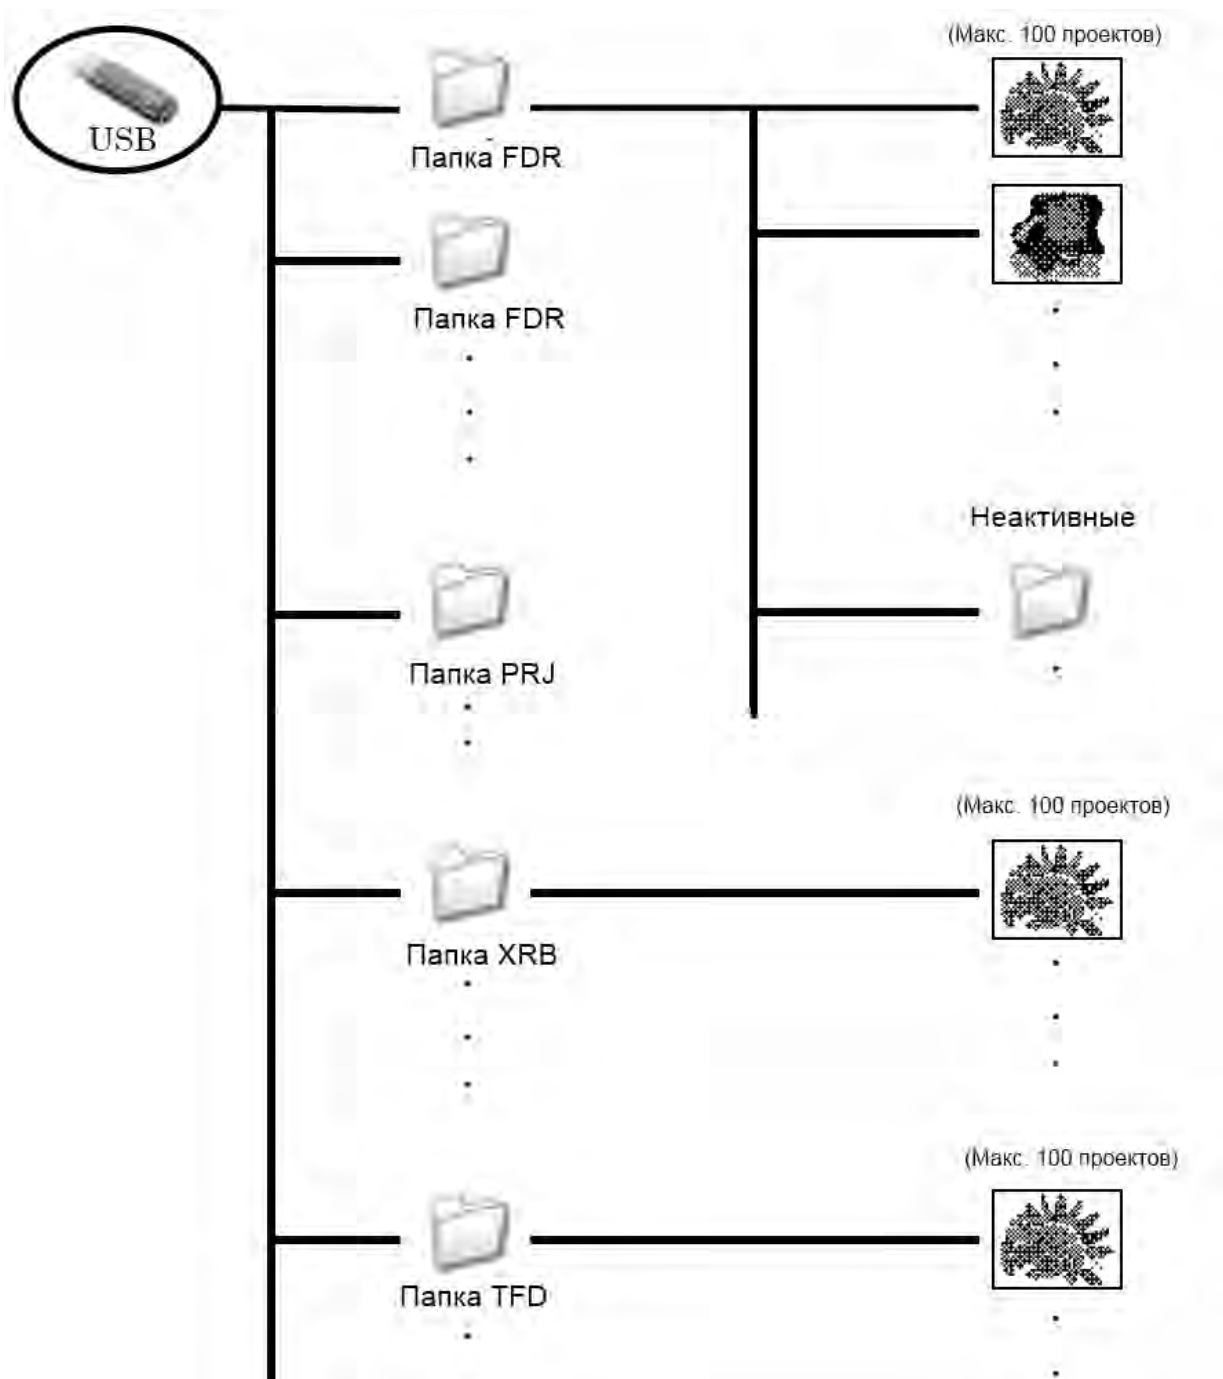 (Макс. 100 проектов)
USB
Папка FDR
Папка FDR
Неактивные
Папка PRJ
(Макс. 100 проектов)
Папка XRB
(Макс. 100 проектов)
Папка TFD